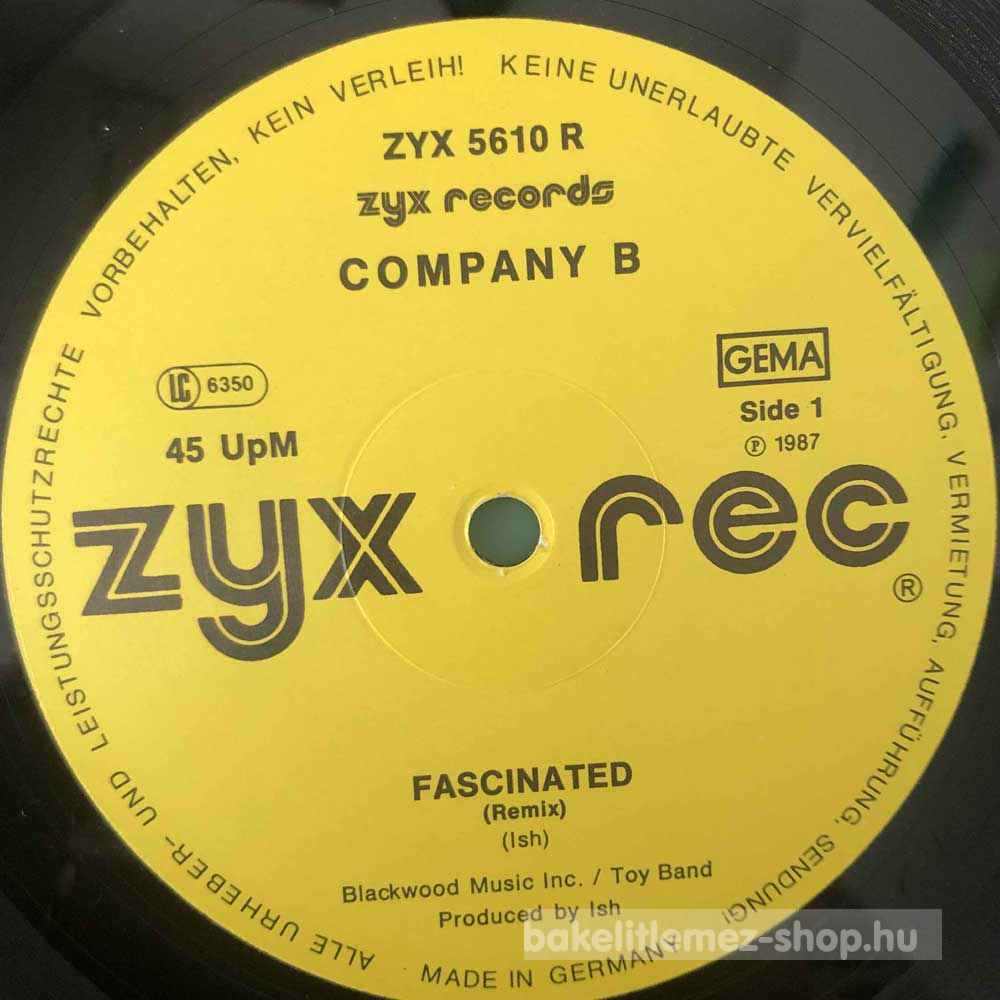 ALLE URHEBER- UND LEISTUNGSSCHUTZRECHTE VORBEHALTEN, KEIN VERLEIH! KEINE UNERLAUBTE VERVIELFÄLTIGUNG, VERMIETUNG, AUFFÜHRUNG, SENDUNG!
ZYX 5610 R
zyx records
COMPANY B
LC 6350
GEMA
45 UpM
Side 1
℗ 1987
zyx rec ®
FASCINATED
(Remix)
(Ish)
Blackwood Music Inc. / Toy Band
Produced by Ish
MADE IN GERMANY
bakelitlemez-shop.hu